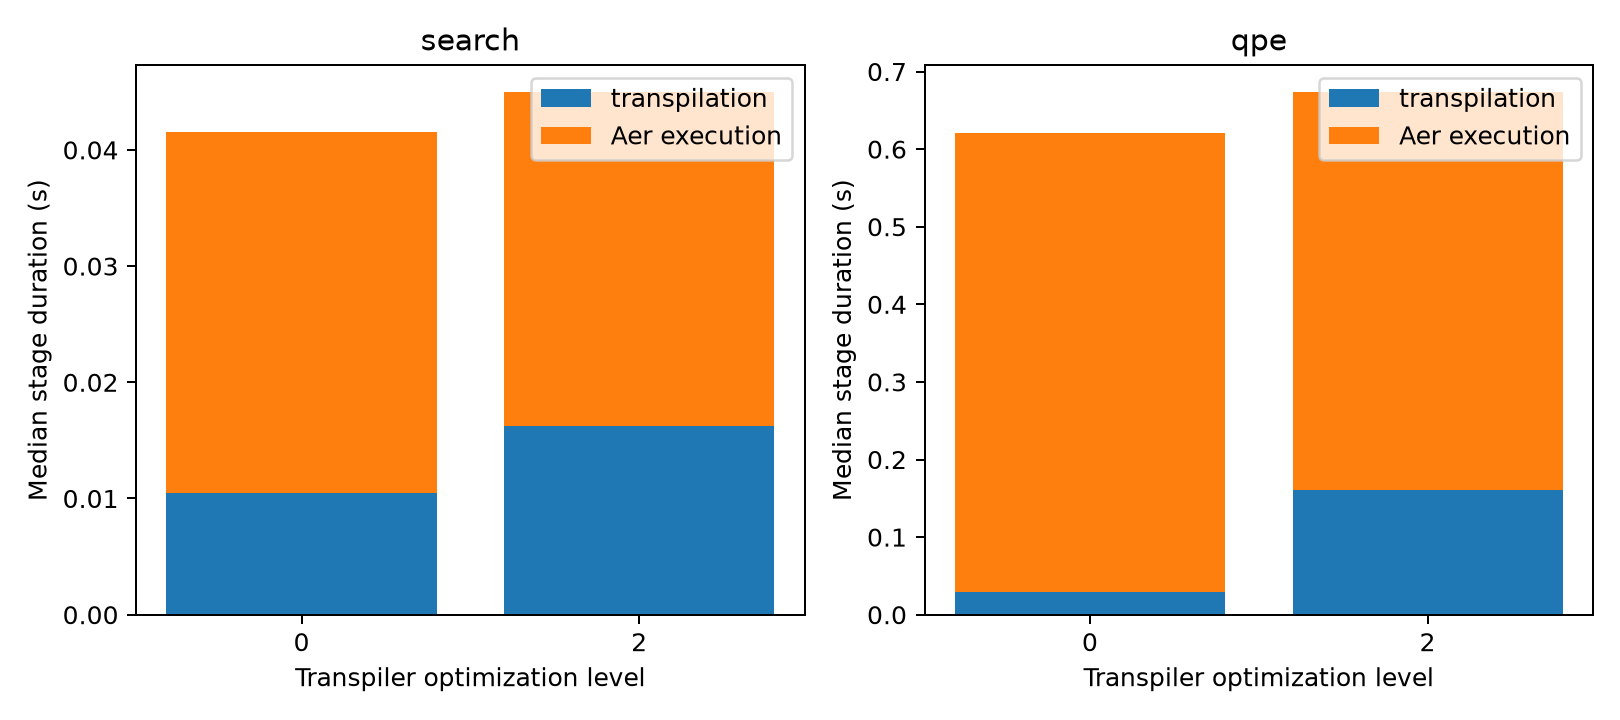 search
transpilation
Aer execution
0.04
0.03
0.02
0.01
0.00
Median stage duration (s)
0
2
Transpiler optimization level
qpe
transpilation
Aer execution
0.7
0.6
0.5
0.4
0.3
0.2
0.1
0.0
Median stage duration (s)
0
2
Transpiler optimization level